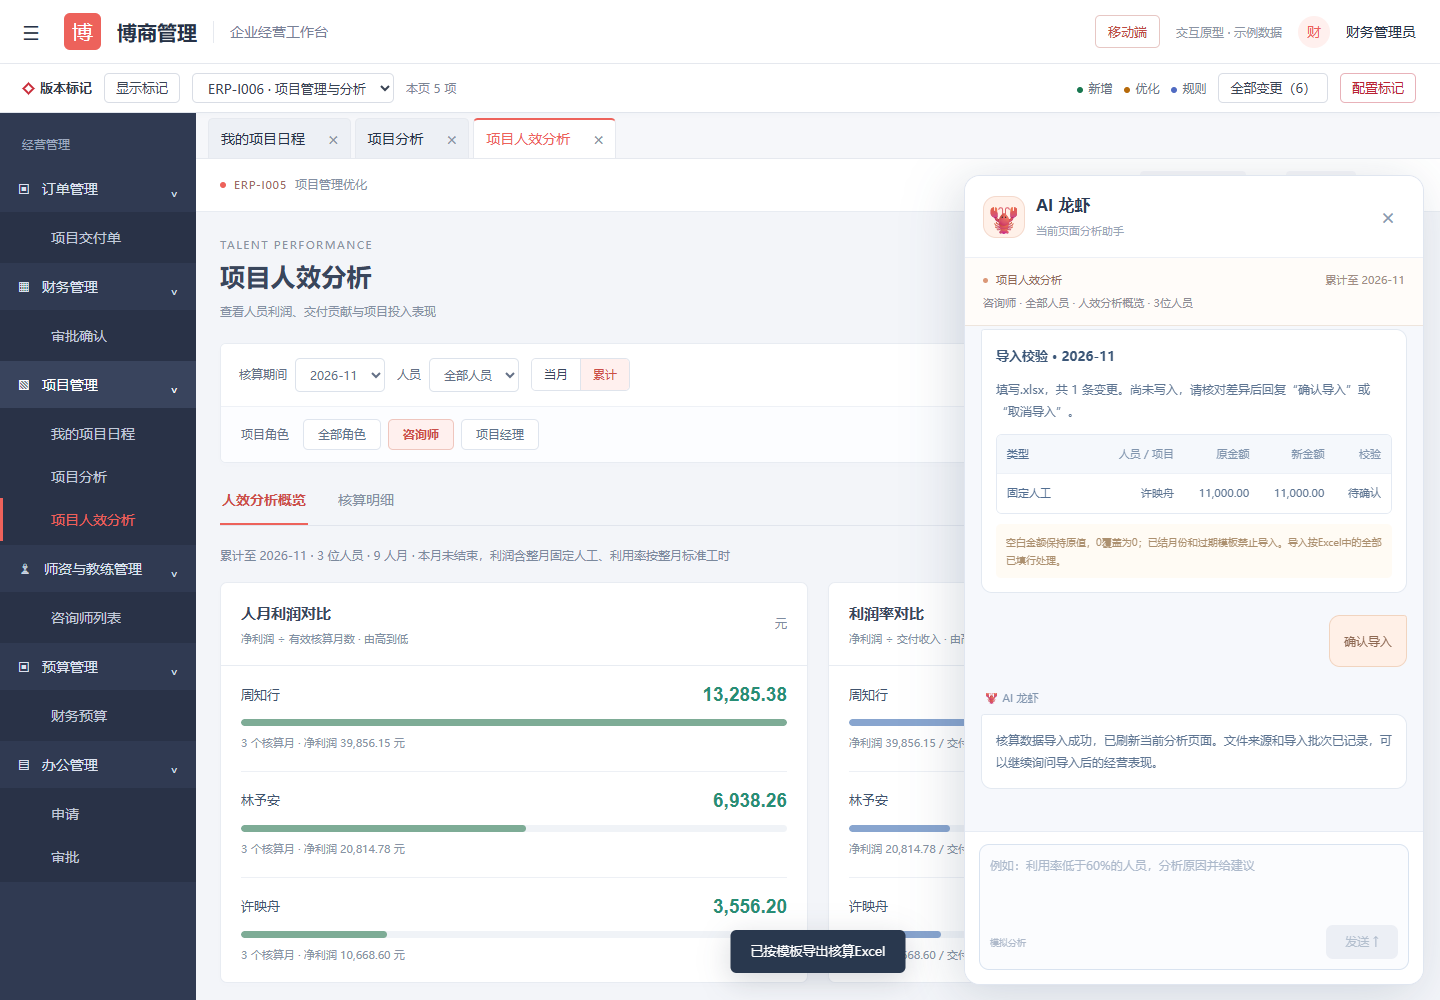 ☰ 博 博商管理 企业经营工作台 移动端 交互原型 · 示例数据 财 财务管理员
版本标记 显示标记 ERP-I006 · 项目管理与分析 本页 5 项 新增 优化 规则 全部变更（6） 配置标记
经营管理
订单管理
项目交付单
财务管理
审批确认
项目管理
我的项目日程
项目分析
项目人效分析
师资与教练管理
咨询师列表
预算管理
财务预算
办公管理
申请
审批
我的项目日程 × 项目分析 × 项目人效分析 ×
ERP-I005 项目管理优化
TALENT PERFORMANCE
项目人效分析
查看人员利润、交付贡献与项目投入表现
核算期间 2026-11 人员 全部人员 当月 累计
项目角色 全部角色 咨询师 项目经理
人效分析概览 核算明细
累计至 2026-11 · 3 位人员 · 9 人月 · 本月未结束，利润含整月固定人工、利用率按整月标准工时
人月利润对比
净利润 ÷ 有效核算月数 · 由高到低
元
周知行 13,285.38
3 个核算月 · 净利润 39,856.15 元
林予安 6,938.26
3 个核算月 · 净利润 20,814.78 元
许映舟 3,556.20
3 个核算月 · 净利润 10,668.60 元
利润率对比
净利润 ÷ 交付收入 · 由
周知行
净利润 39,856.15 / 交
林予安
净利润 20,814.78 / 交
许映舟
668.60 / 交
已按模板导出核算Excel
AI 龙虾
当前页面分析助手
×
项目人效分析 累计至 2026-11
咨询师 · 全部人员 · 人效分析概览 · 3位人员
导入校验 • 2026-11
填写.xlsx，共 1 条变更。尚未写入，请核对差异后回复“确认导入”或
“取消导入”。
类型 人员 / 项目 原金额 新金额 校验
固定人工 许映舟 11,000.00 11,000.00 待确认
空白金额保持原值，0覆盖为0；已结月份和过期模板禁止导入。导入按Excel中的全部
已填行处理。
确认导入
AI 龙虾
核算数据导入成功，已刷新当前分析页面。文件来源和导入批次已记录，可
以继续询问导入后的经营表现。
例如：利用率低于60%的人员，分析原因并给建议
模拟分析
发送 ↑